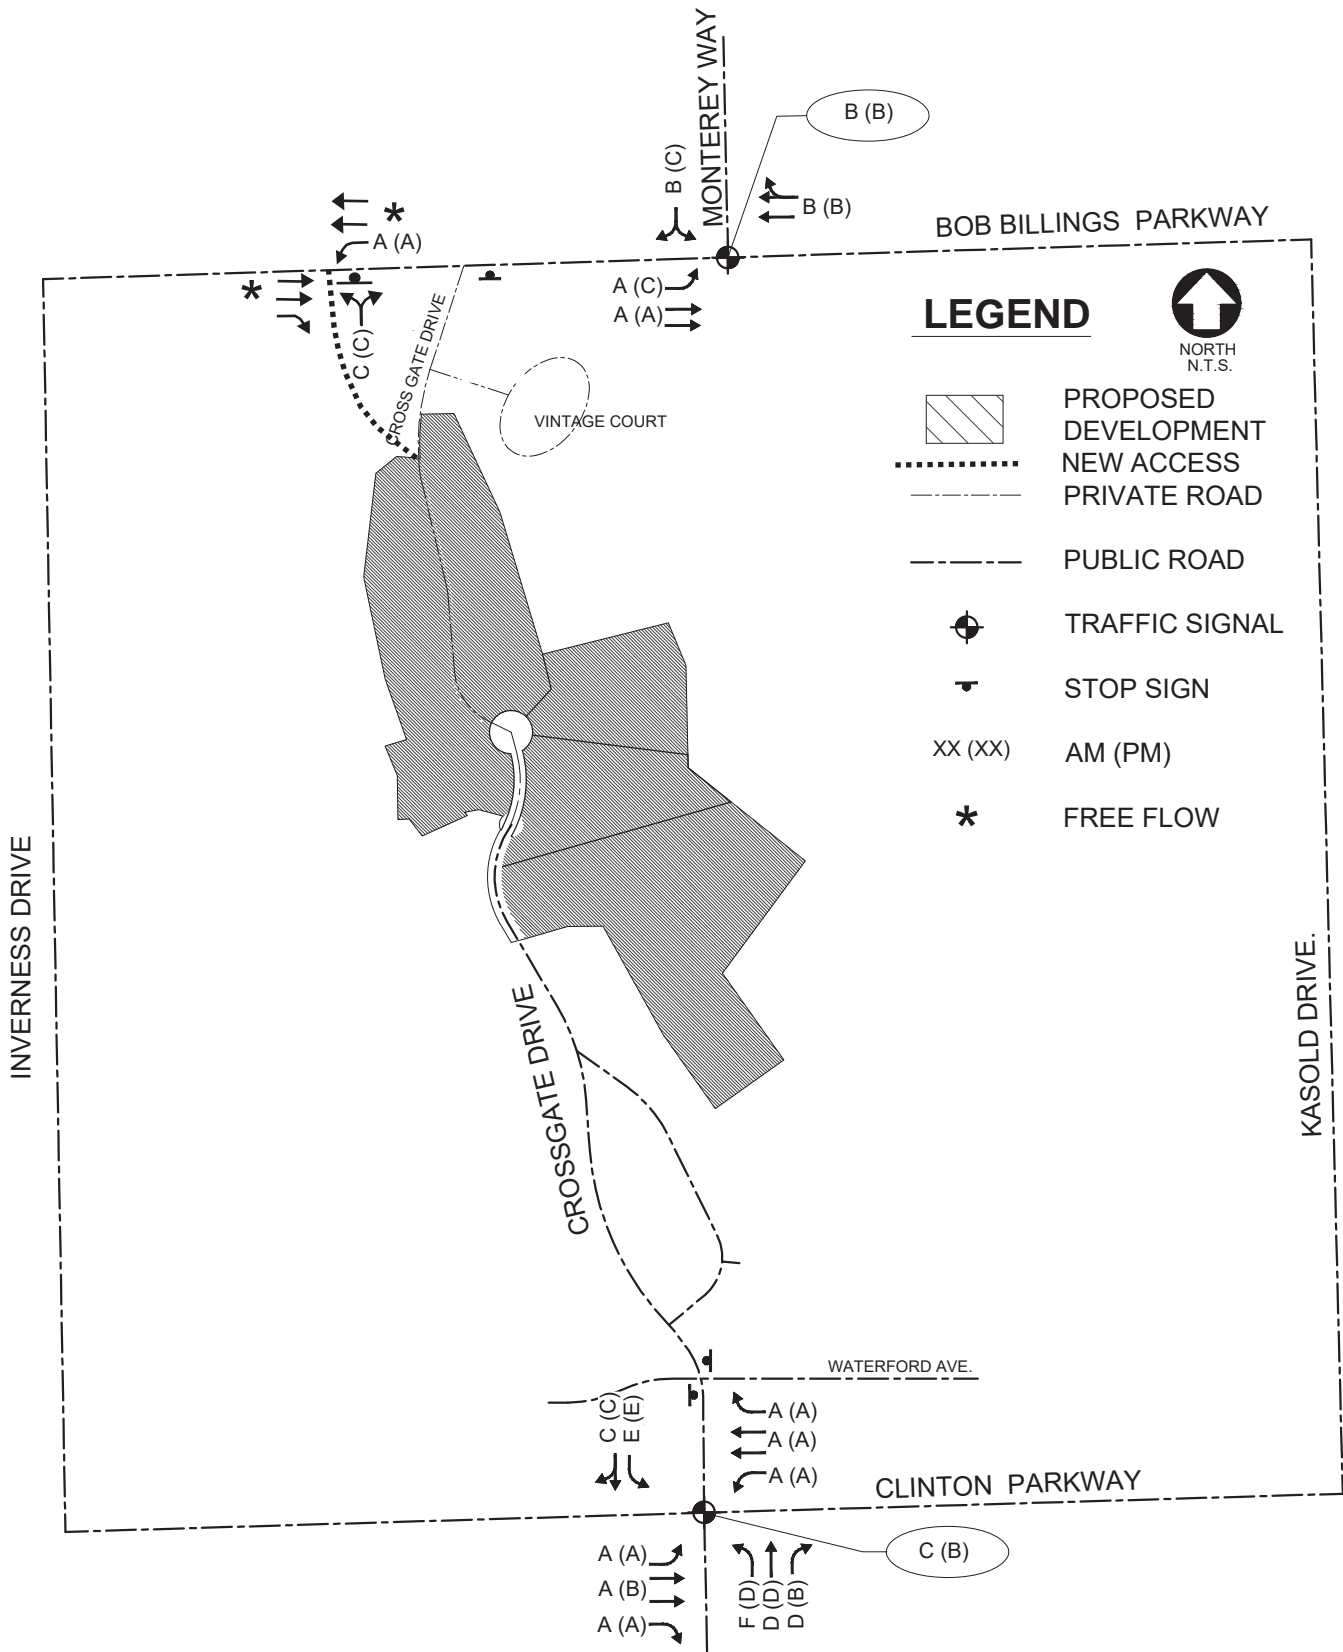 MONTEREY WAY
B (B)
B (C)
B (B)
BOB BILLINGS PARKWAY
*
A (A)
*
C (C)
CROSS GATE DRIVE
A (C)
A (A)
VINTAGE COURT
LEGEND
NORTH
N.T.S.
PROPOSED
DEVELOPMENT
NEW ACCESS
PRIVATE ROAD
PUBLIC ROAD
TRAFFIC SIGNAL
STOP SIGN
XX (XX) AM (PM)
* FREE FLOW
INVERNESS DRIVE
KASOLD DRIVE.
CROSSGATE DRIVE
WATERFORD AVE.
C (C)
E (E)
A (A)
A (A)
A (A)
CLINTON PARKWAY
C (B)
A (A)
A (B)
A (A)
F (D)
D (D)
D (B)